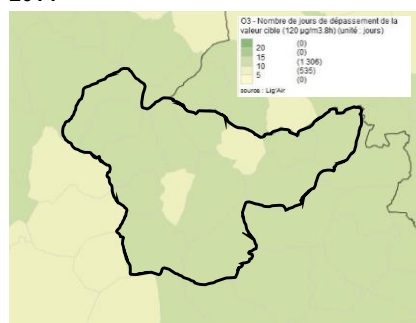 2011
O3 - Nombre de jours de dépassement de la
valeur cible (120 µg/m3.8h) (unité : jours)
20 (0)
15 (0)
10 (1 306)
5 (535)
(0)
source : Lig'Air